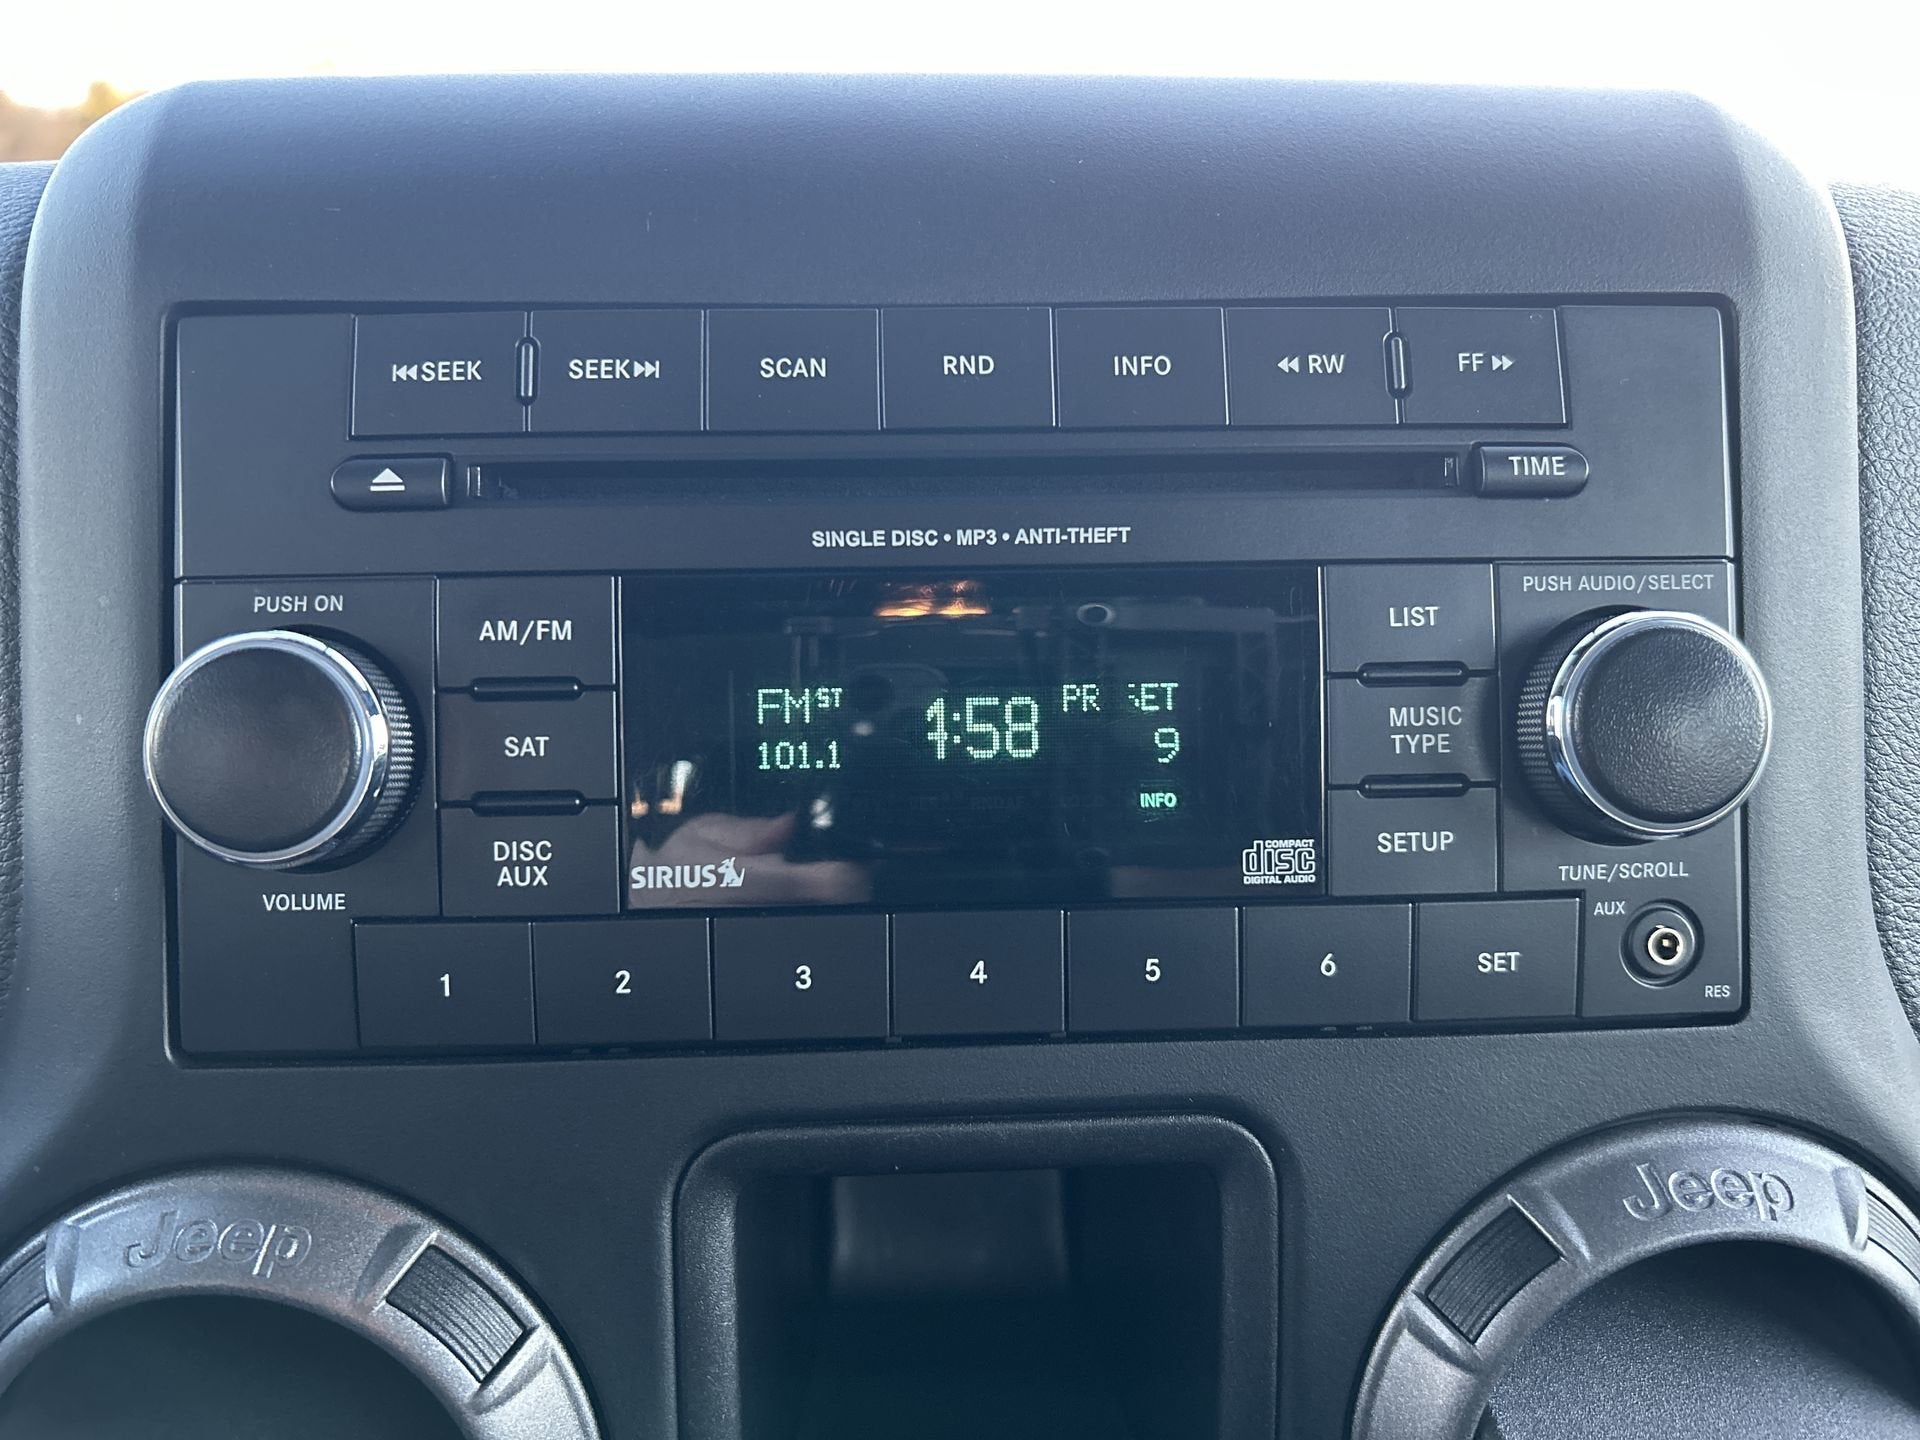 SEEK SEEK SCAN RND INFO RW FF
TIME
SINGLE DISC • MP3 • ANTI-THEFT
PUSH ON
AM/FM
LIST
PUSH AUDIO/SELECT
FM ST
101.1
:58
9
INFO
SAT
MUSIC
TYPE
DISC
AUX
SETUP
SIRIUS
COMPACT
disc
DIGITAL AUDIO
VOLUME
TUNE/SCROLL
1 2 3 4 5 6 SET
AUX
RES
Jeep
Jeep